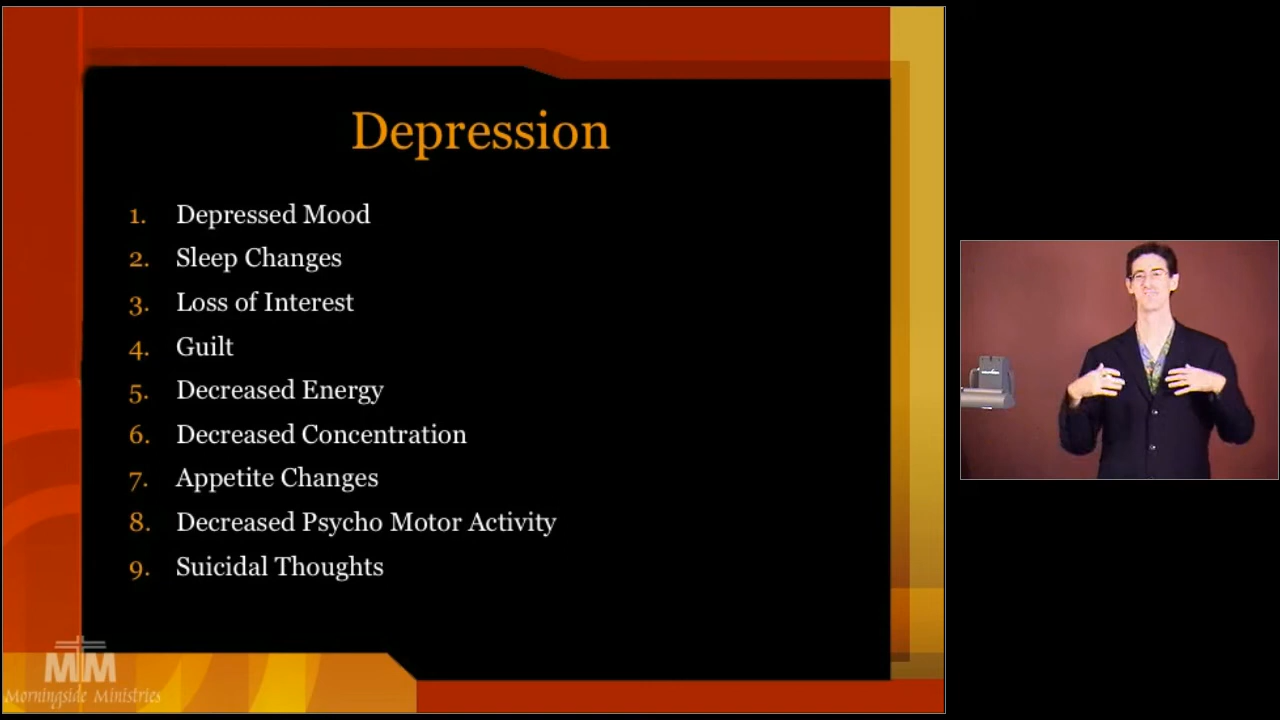 Depression
1. Depressed Mood
2. Sleep Changes
3. Loss of Interest
4. Guilt
5. Decreased Energy
6. Decreased Concentration
7. Appetite Changes
8. Decreased Psycho Motor Activity
9. Suicidal Thoughts
MM
Morningside Ministries